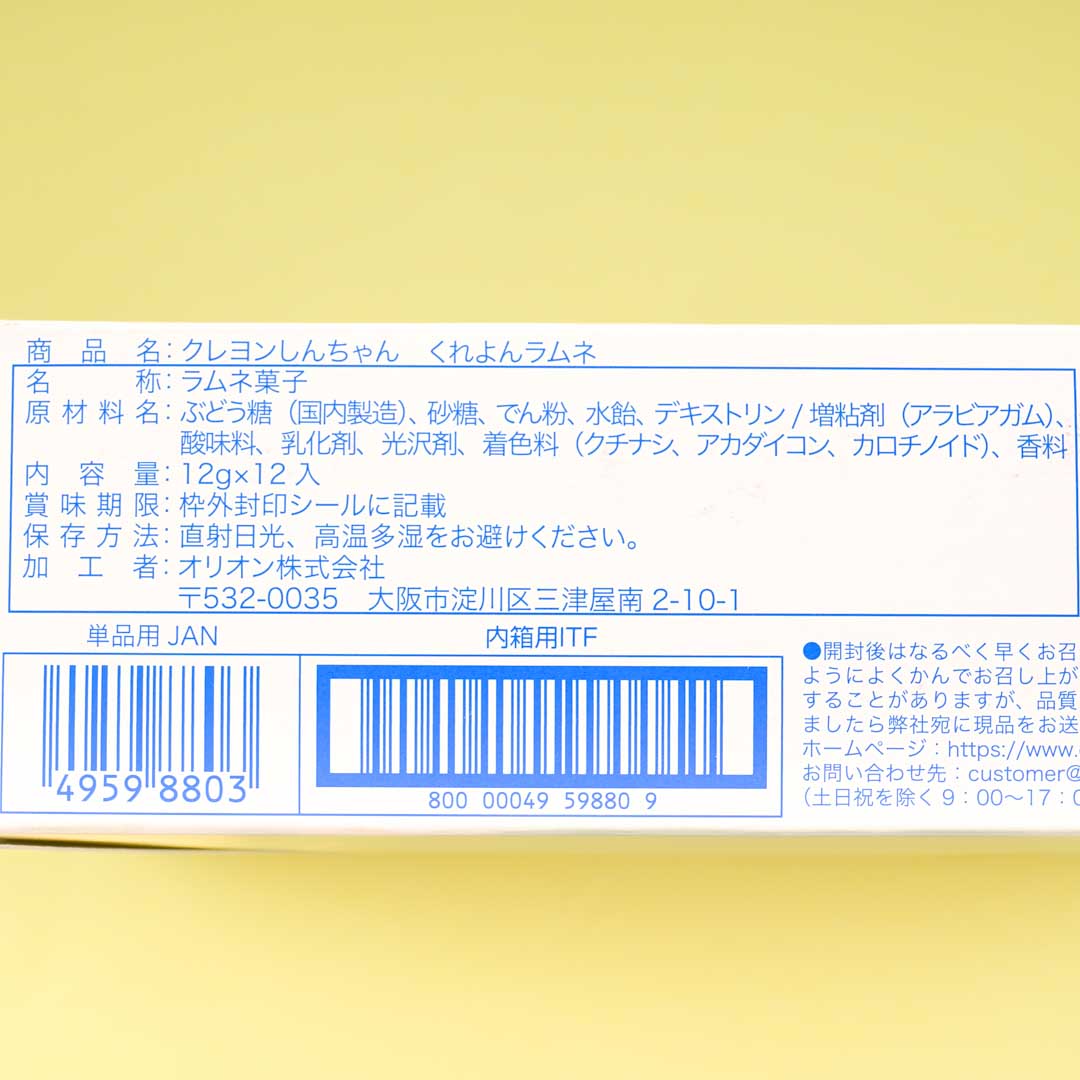 商品名：クレヨンしんちゃん　くれよんラムネ
名称：ラムネ菓子
原材料名：ぶどう糖（国内製造）、砂糖、でん粉、水飴、デキストリン / 増粘剤（アラビアガム）、
酸味料、乳化剤、光沢剤、着色料（クチナシ、アカダイコン、カロチノイド）、香料
内容量：12g×12 入
賞味期限：枠外封印シールに記載
保存方法：直射日光、高温多湿をお避けください。
加工者：オリオン株式会社
〒532-0035　大阪市淀川区三津屋南 2-10-1
単品用 JAN
4959 8803
内箱用ITF
800 00049 59880 9
●開封後はなるべく早くお召
ようによくかんでお召し上が
することがありますが、品質
ましたら弊社宛に現品をお送
ホームページ：https://www.
お問い合わせ先：customer@
（土日祝を除く 9：00〜17：0